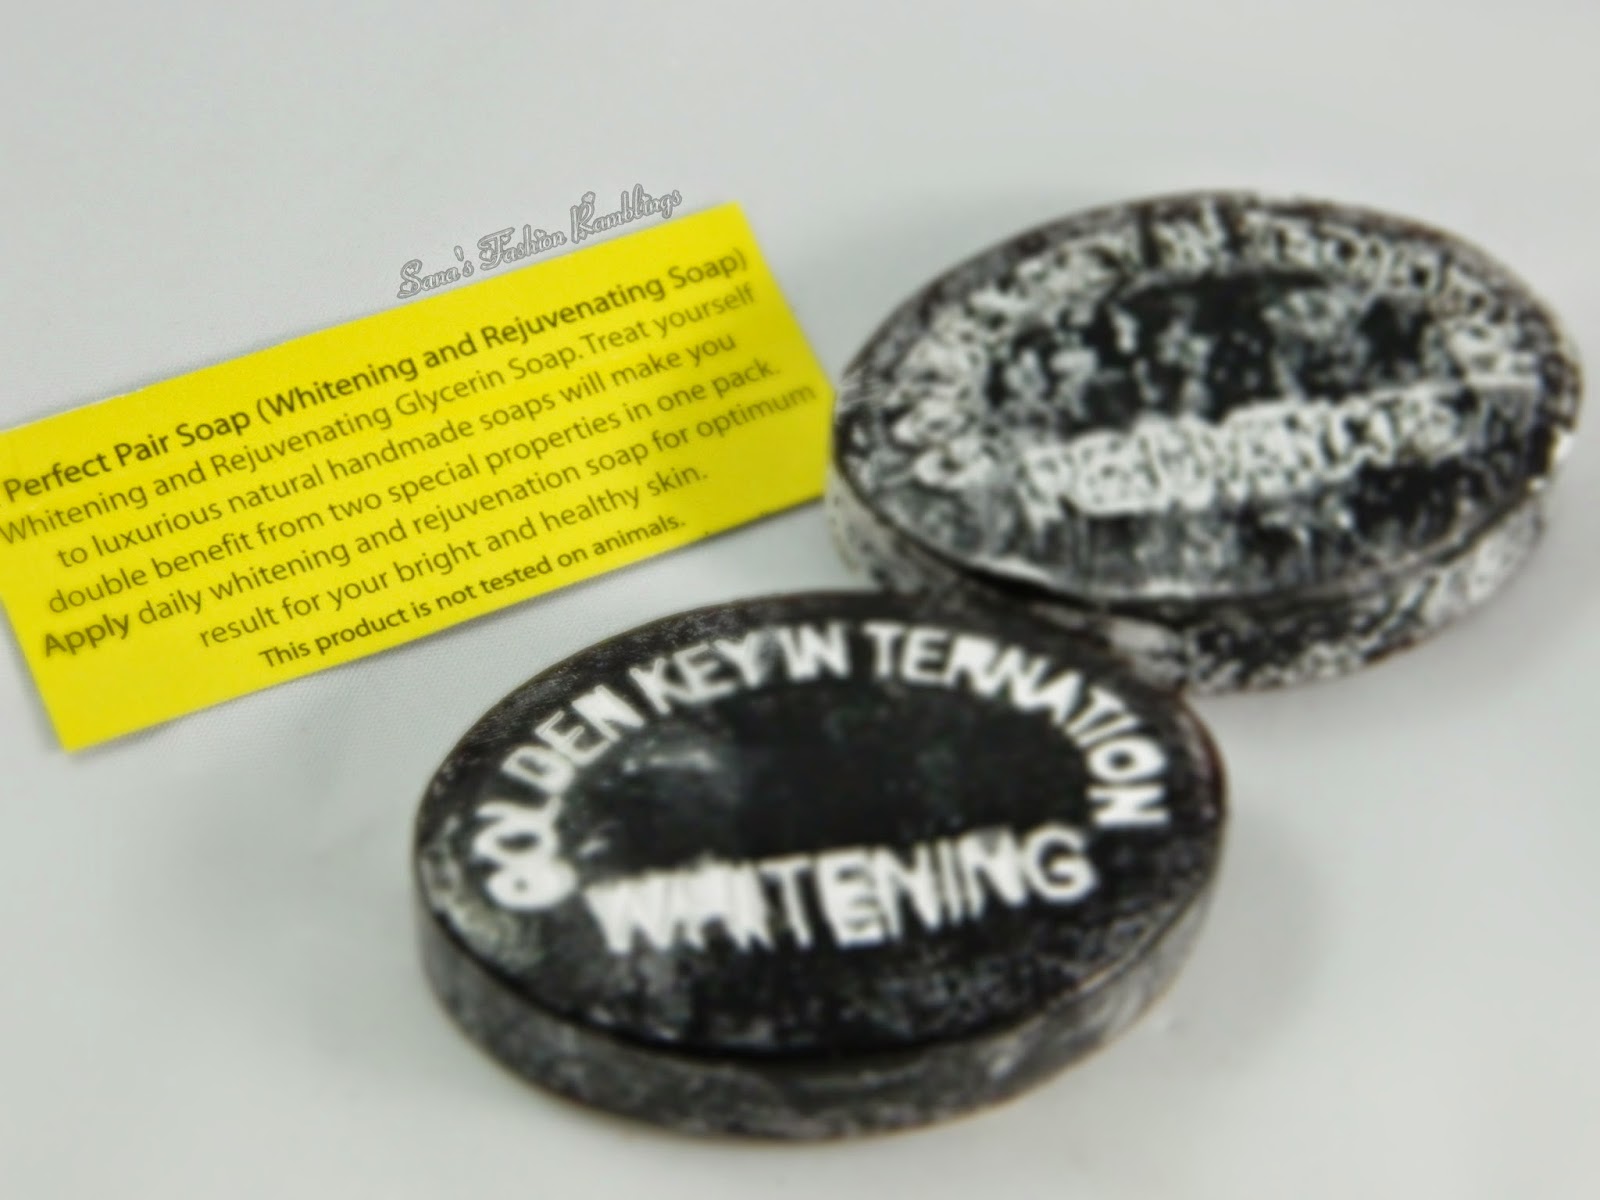 Sana's Fashion Ramblings
Perfect Pair Soap (Whitening and Rejuvenating Soap)
Whitening and Rejuvenating Glycerin Soap. Treat yourself
to luxurious natural handmade soaps will make you
double benefit from two special properties in one pack.
Apply daily whitening and rejuvenation soap for optimum
result for your bright and healthy skin.
This product is not tested on animals.
GOLDEN KEY IN TERNATION
WHITENING